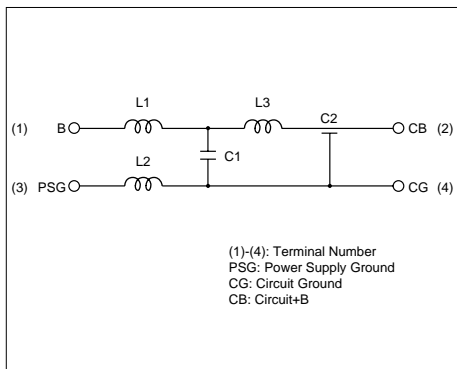 L1 L3
C2
(1) B CB (2)
C1
L2
(3) PSG CG (4)
(1)-(4): Terminal Number
PSG: Power Supply Ground
CG: Circuit Ground
CB: Circuit+B